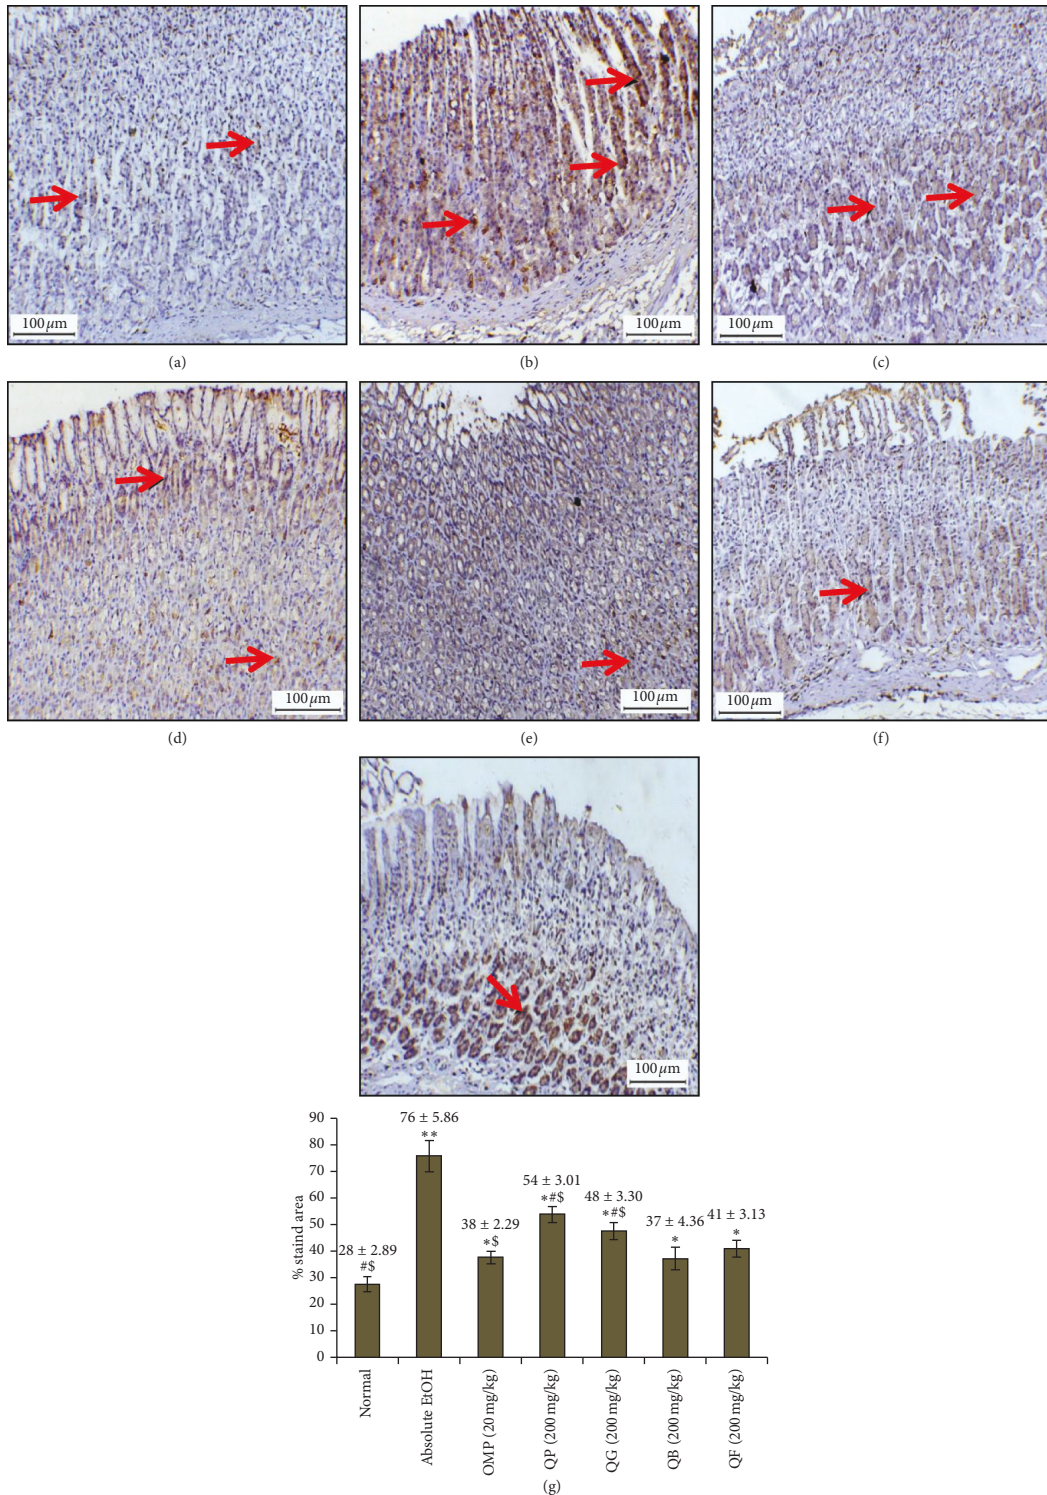 100 μm
100 μm
100 μm
(a)
(b)
(c)
100 μm
100 μm
100 μm
(d)
(e)
(f)
100 μm
% staind area
90
80
70
60
50
40
30
20
10
0
28 ± 2.89
#$
76 ± 5.86
**
38 ± 2.29
*$
54 ± 3.01
*#$
48 ± 3.30
*#$
37 ± 4.36
*
41 ± 3.13
*
Normal
Absolute EtOH
OMP (20 mg/kg)
QP (200 mg/kg)
QG (200 mg/kg)
QB (200 mg/kg)
QF (200 mg/kg)
(g)